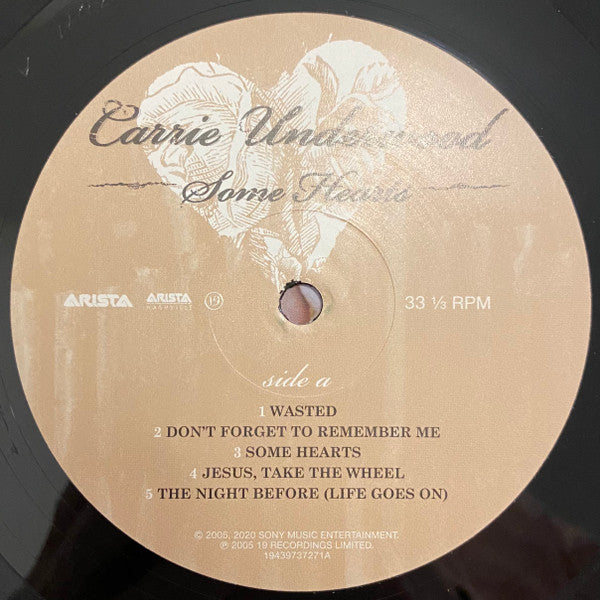 Carrie Underwood
Some Hearts
ARISTA ARISTA NASHVILLE 19 33 ⅓ RPM
side a
1 WASTED
2 DON'T FORGET TO REMEMBER ME
3 SOME HEARTS
4 JESUS, TAKE THE WHEEL
5 THE NIGHT BEFORE (LIFE GOES ON)
© 2005, 2020 SONY MUSIC ENTERTAINMENT.
℗ 2005 19 RECORDINGS LIMITED.
19439737271A